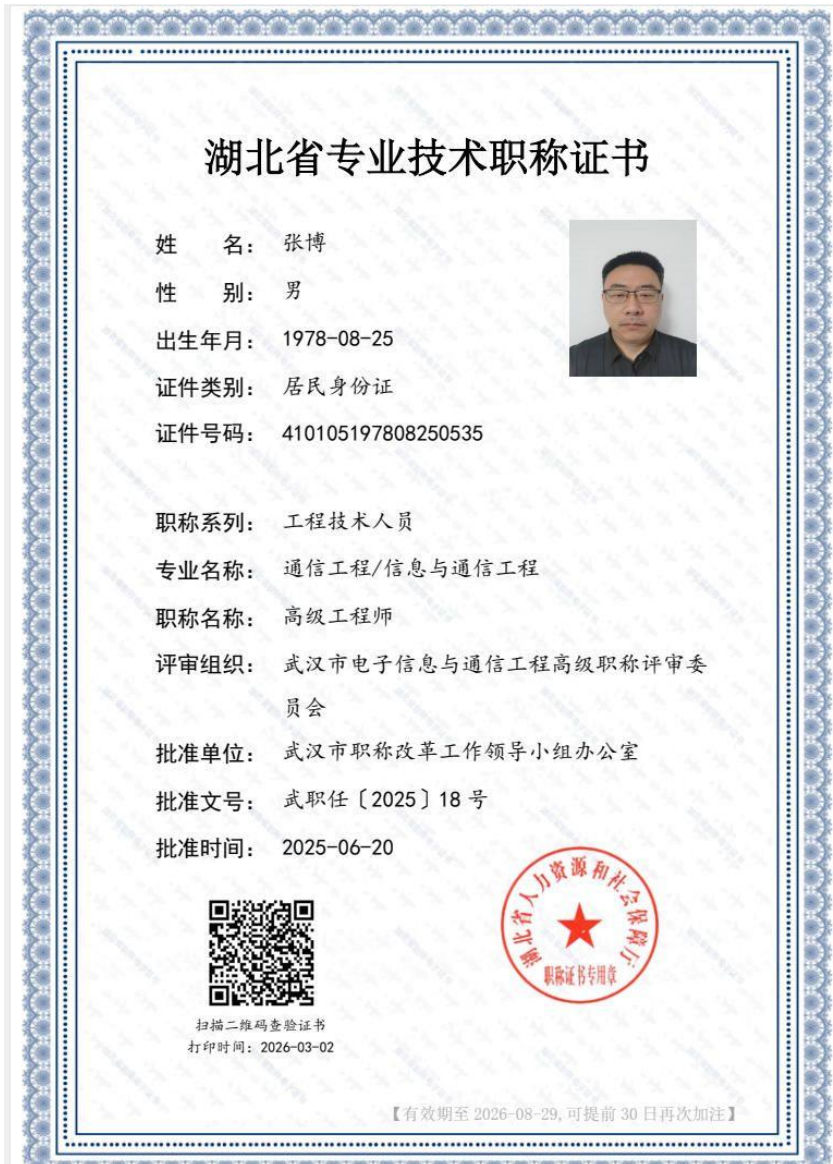 湖北省专业技术职称证书
姓 名： 张博
性 别： 男
出生年月： 1978-08-25
证件类别： 居民身份证
证件号码： 410105197808250535
职称系列： 工程技术人员
专业名称： 通信工程/信息与通信工程
职称名称： 高级工程师
评审组织： 武汉市电子信息与通信工程高级职称评审委
员会
批准单位： 武汉市职称改革工作领导小组办公室
批准文号： 武职任〔2025〕18 号
批准时间： 2025-06-20
湖北省人力资源和社会保障厅
职称证书专用章
扫描二维码查验证书
打印时间：2026-03-02
【有效期至 2026-08-29,可提前 30 日再次加注】